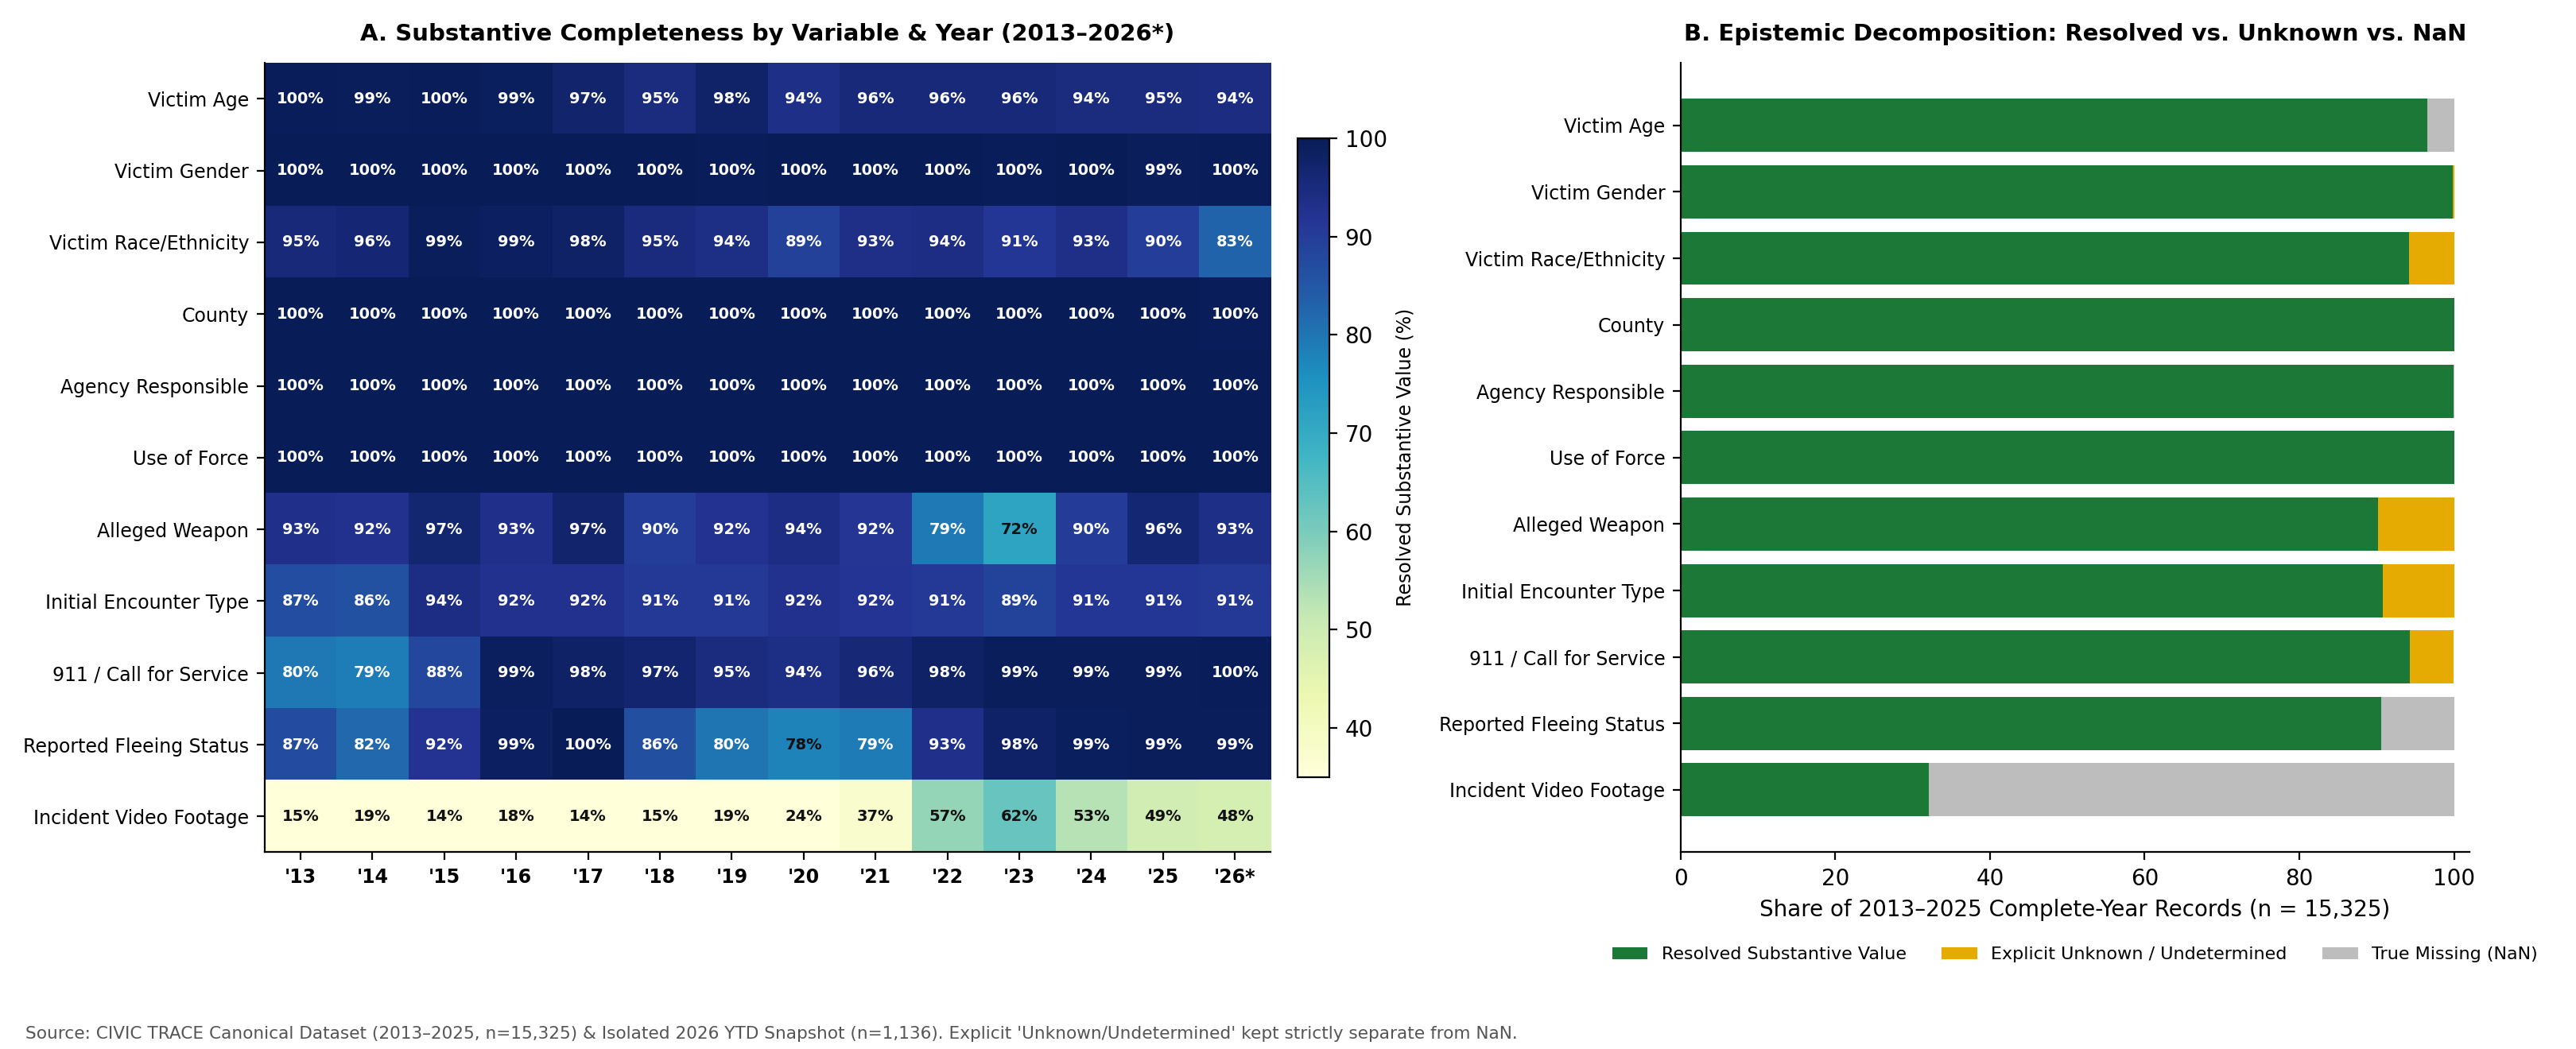 A. Substantive Completeness by Variable & Year (2013–2026*)
Victim Age 100% 99% 100% 99% 97% 95% 98% 94% 96% 96% 96% 94% 95% 94%
Victim Gender 100% 100% 100% 100% 100% 100% 100% 100% 100% 100% 100% 100% 99% 100%
Victim Race/Ethnicity 95% 96% 99% 99% 98% 95% 94% 89% 93% 94% 91% 93% 90% 83%
County 100% 100% 100% 100% 100% 100% 100% 100% 100% 100% 100% 100% 100% 100%
Agency Responsible 100% 100% 100% 100% 100% 100% 100% 100% 100% 100% 100% 100% 100% 100%
Use of Force 100% 100% 100% 100% 100% 100% 100% 100% 100% 100% 100% 100% 100% 100%
Alleged Weapon 93% 92% 97% 93% 97% 90% 92% 94% 92% 79% 72% 90% 96% 93%
Initial Encounter Type 87% 86% 94% 92% 92% 91% 91% 92% 92% 91% 89% 91% 91% 91%
911 / Call for Service 80% 79% 88% 99% 98% 97% 95% 94% 96% 98% 99% 99% 99% 100%
Reported Fleeing Status 87% 82% 92% 99% 100% 86% 80% 78% 79% 93% 98% 99% 99% 99%
Incident Video Footage 15% 19% 14% 18% 14% 15% 19% 24% 37% 57% 62% 53% 49% 48%
'13 '14 '15 '16 '17 '18 '19 '20 '21 '22 '23 '24 '25 '26*
100
90
80
70
60
50
40
Resolved Substantive Value (%)
B. Epistemic Decomposition: Resolved vs. Unknown vs. NaN
Victim Age
Victim Gender
Victim Race/Ethnicity
County
Agency Responsible
Use of Force
Alleged Weapon
Initial Encounter Type
911 / Call for Service
Reported Fleeing Status
Incident Video Footage
0 20 40 60 80 100
Share of 2013–2025 Complete-Year Records (n = 15,325)
Resolved Substantive Value Explicit Unknown / Undetermined True Missing (NaN)
Source: CIVIC TRACE Canonical Dataset (2013–2025, n=15,325) & Isolated 2026 YTD Snapshot (n=1,136). Explicit 'Unknown/Undetermined' kept strictly separate from NaN.